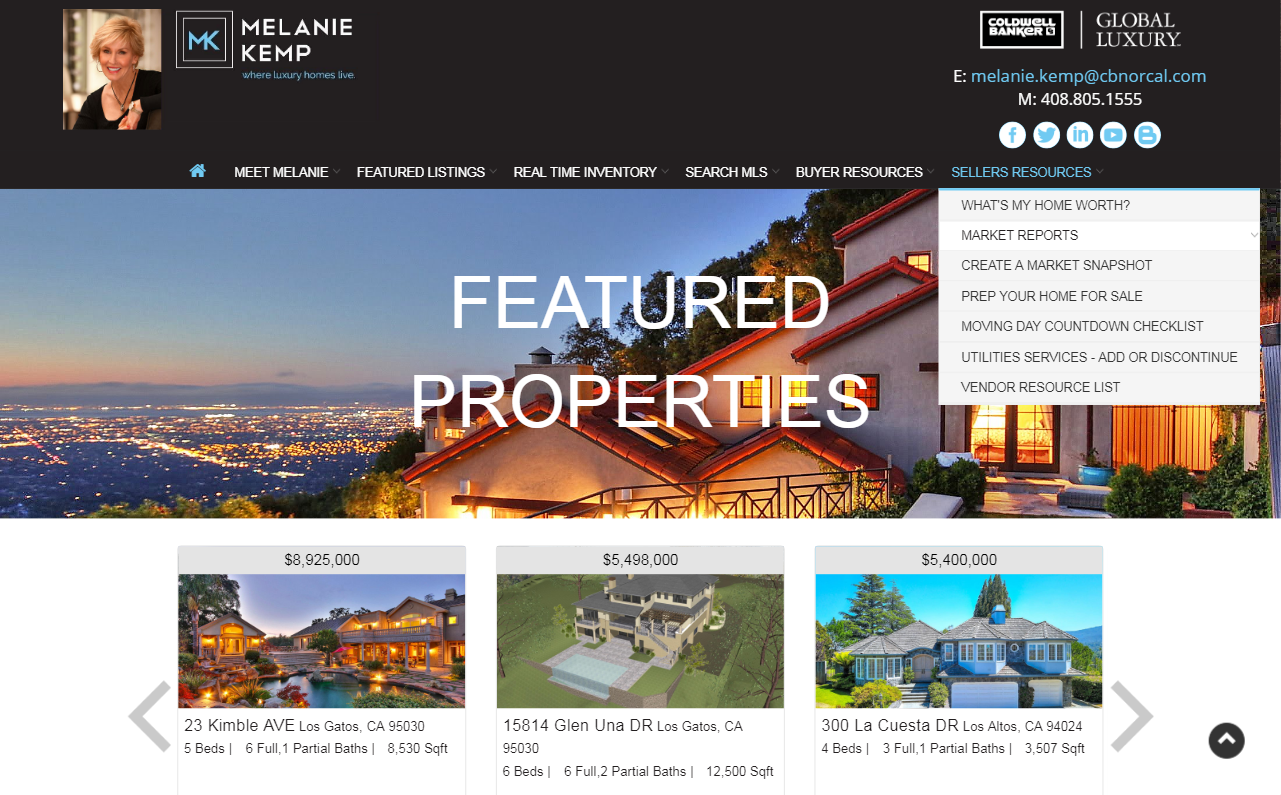 MK
MELANIE
KEMP
where luxury homes live.
COLDWELL
BANKER
GLOBAL
LUXURY
E: melanie.kemp@cbnorcal.com
M: 408.805.1555
MEET MELANIE FEATURED LISTINGS REAL TIME INVENTORY SEARCH MLS BUYER RESOURCES SELLERS RESOURCES
WHAT'S MY HOME WORTH?
MARKET REPORTS
CREATE A MARKET SNAPSHOT
PREP YOUR HOME FOR SALE
MOVING DAY COUNTDOWN CHECKLIST
UTILITIES SERVICES - ADD OR DISCONTINUE
VENDOR RESOURCE LIST
FEATURED
PROPERTIES
$8,925,000
23 Kimble AVE Los Gatos, CA 95030
5 Beds | 6 Full,1 Partial Baths | 8,530 Sqft
$5,498,000
15814 Glen Una DR Los Gatos, CA
95030
6 Beds | 6 Full,2 Partial Baths | 12,500 Sqft
$5,400,000
300 La Cuesta DR Los Altos, CA 94024
4 Beds | 3 Full,1 Partial Baths | 3,507 Sqft